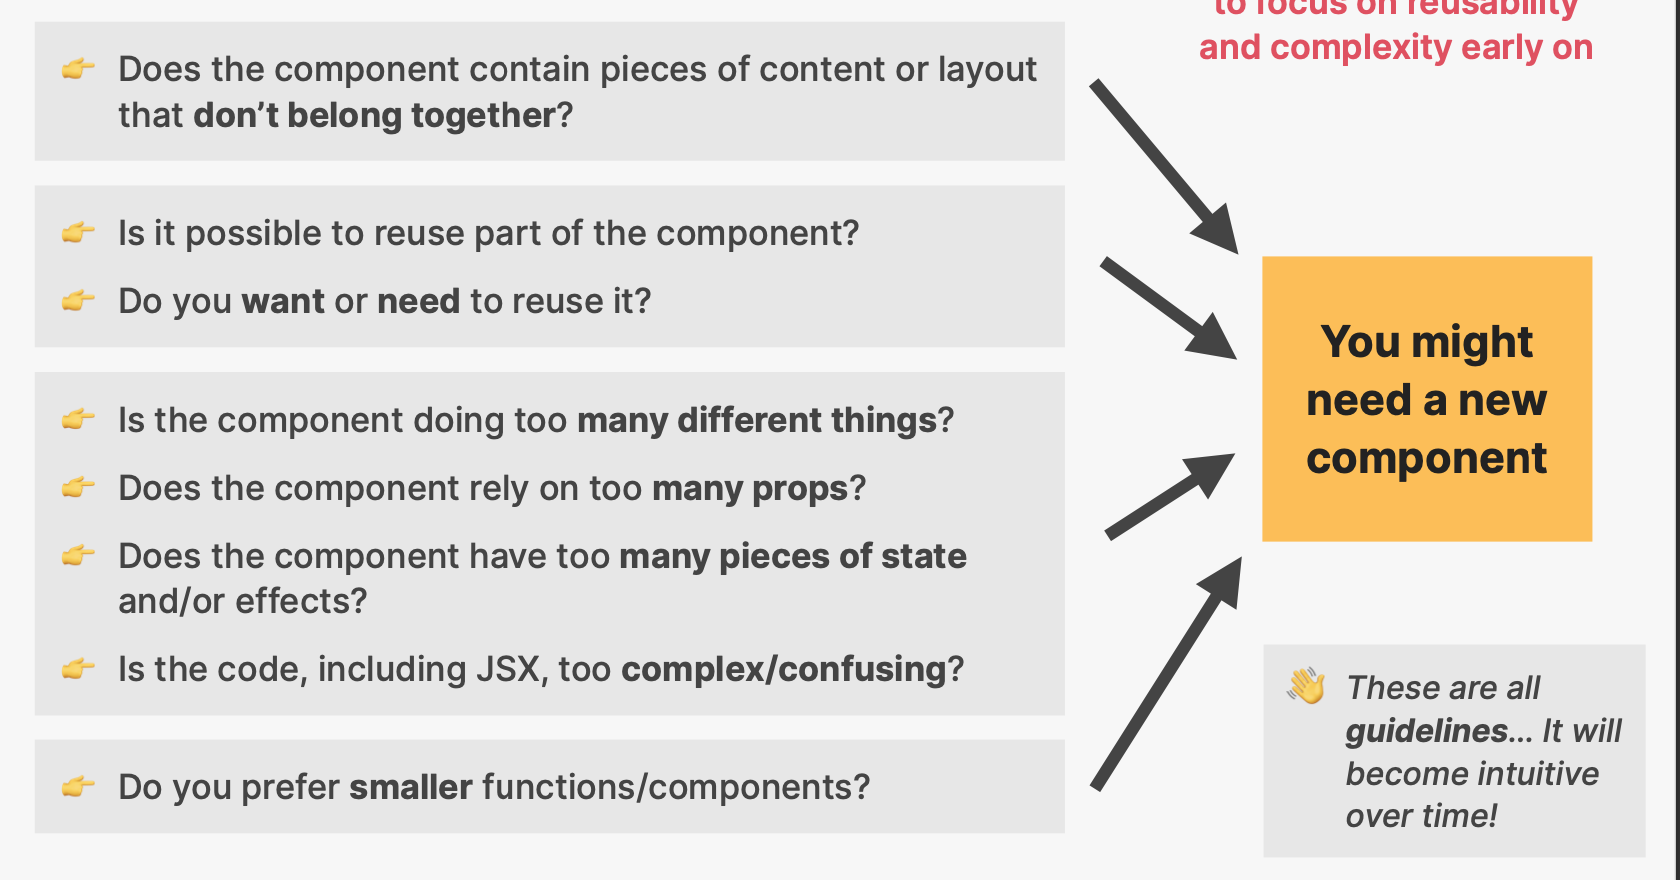 to focus on reusability
and complexity early on
👉 Does the component contain pieces of content or layout
that don’t belong together?
👉 Is it possible to reuse part of the component?
👉 Do you want or need to reuse it?
👉 Is the component doing too many different things?
👉 Does the component rely on too many props?
👉 Does the component have too many pieces of state
and/or effects?
👉 Is the code, including JSX, too complex/confusing?
👉 Do you prefer smaller functions/components?
You might
need a new
component
👋 These are all
guidelines... It will
become intuitive
over time!